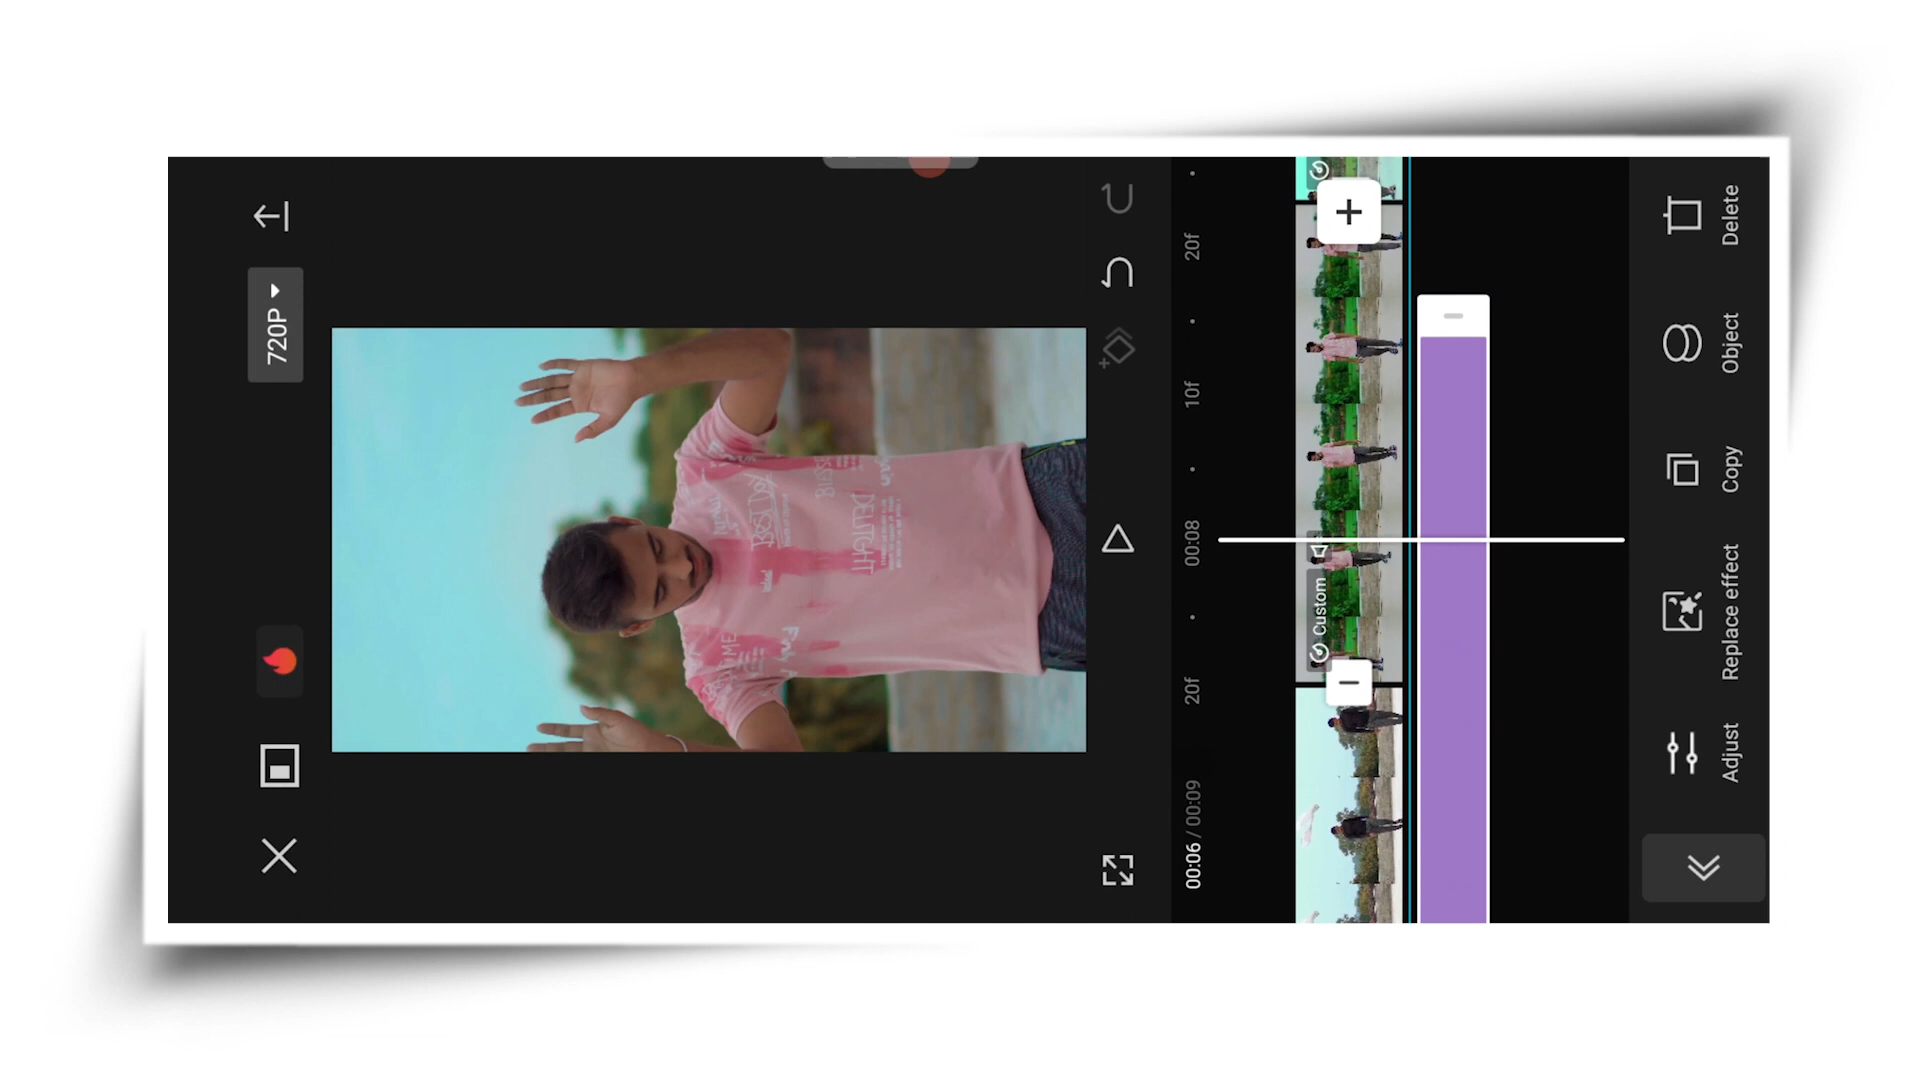 720P
BEST DAY
DELIGHT
00:06 / 00:09
20f
00:08
10f
20f
Custom
Adjust
Replace effect
Copy
Object
Delete